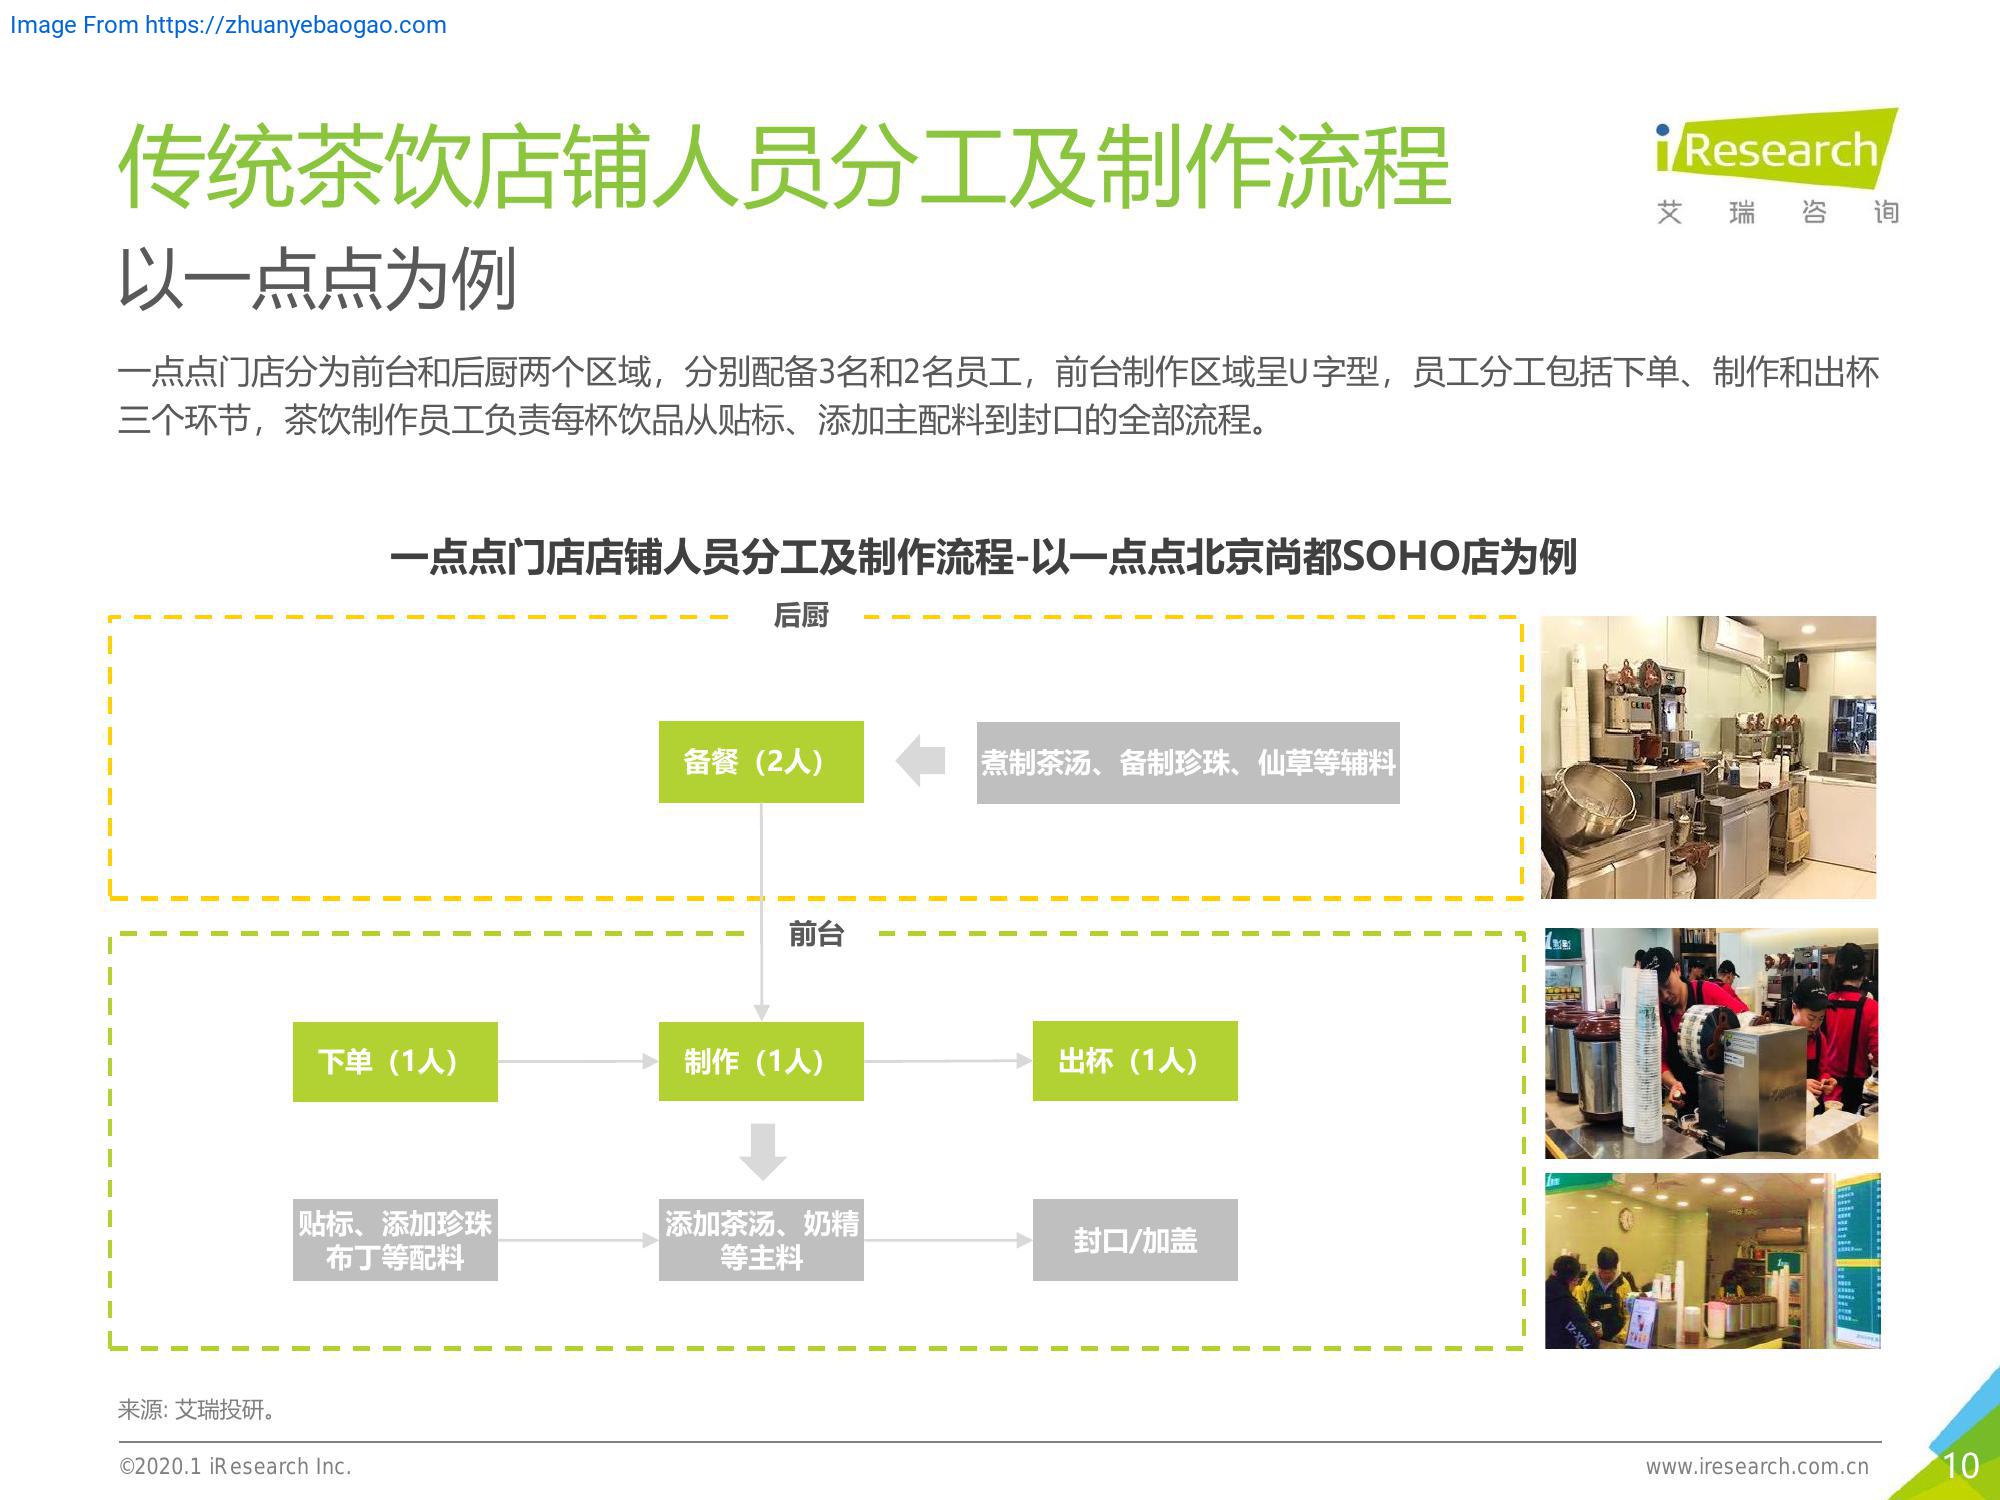 Image From https://zhuanyebaogao.com
传统茶饮店铺人员分工及制作流程
iResearch
艾瑞咨询
以一点点为例
一点点门店分为前台和后厨两个区域，分别配备3名和2名员工，前台制作区域呈U字型，员工分工包括下单、制作和出杯
三个环节，茶饮制作员工负责每杯饮品从贴标、添加主配料到封口的全部流程。
一点点门店店铺人员分工及制作流程-以一点点北京尚都SOHO店为例
后厨
备餐（2人）
煮制茶汤、备制珍珠、仙草等辅料
前台
下单（1人）
制作（1人）
出杯（1人）
贴标、添加珍珠
布丁等配料
添加茶汤、奶精
等主料
封口/加盖
来源: 艾瑞投研。
©2020.1 iResearch Inc.
www.iresearch.com.cn
10